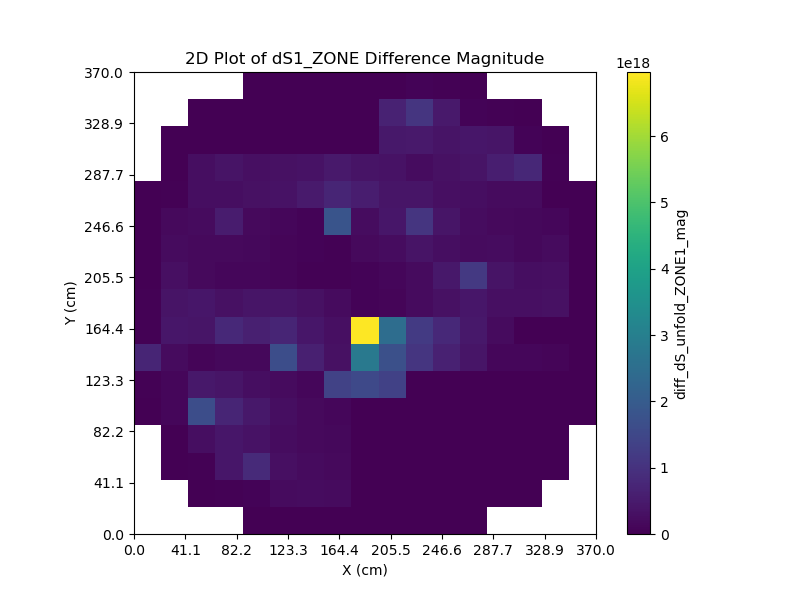 2D Plot of dS1_ZONE Difference Magnitude
1e18
370.0
328.9
287.7
246.6
205.5
164.4
123.3
82.2
41.1
0.0
Y (cm)
0.0 41.1 82.2 123.3 164.4 205.5 246.6 287.7 328.9 370.0
X (cm)
6
5
4
3
2
1
0
diff_dS_unfold_ZONE1_mag